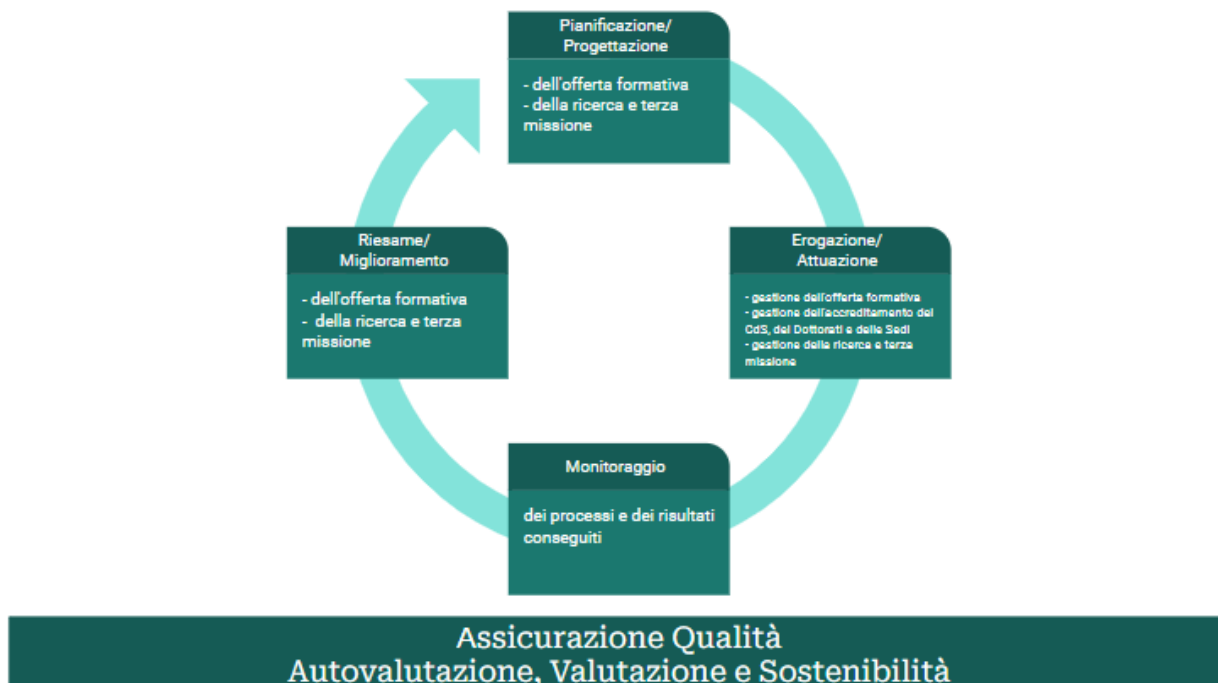 Pianificazione/
Progettazione
- dell'offerta formativa
- della ricerca e terza
missione
Riesame/
Miglioramento
- dell'offerta formativa
- della ricerca e terza
missione
Erogazione/
Attuazione
- gestione dell'offerta formativa
- gestione dell'accreditamento dei
CdS, dei Dottorati e delle Sedi
- gestione della ricerca e terza
missione
Monitoraggio
dei processi e dei risultati
conseguiti
Assicurazione Qualità
Autovalutazione, Valutazione e Sostenibilità